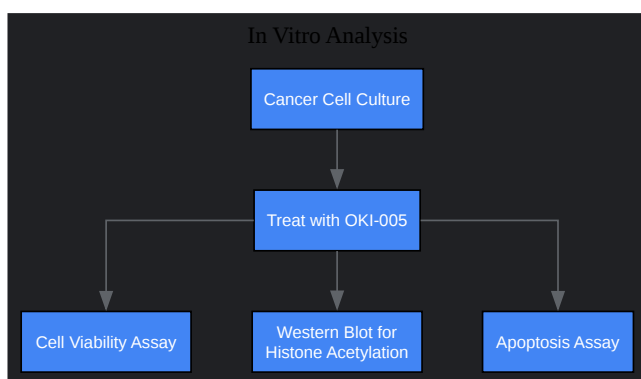 In Vitro Analysis
Cancer Cell Culture
Treat with OKI-005
Cell Viability Assay
Western Blot for
Histone Acetylation
Apoptosis Assay